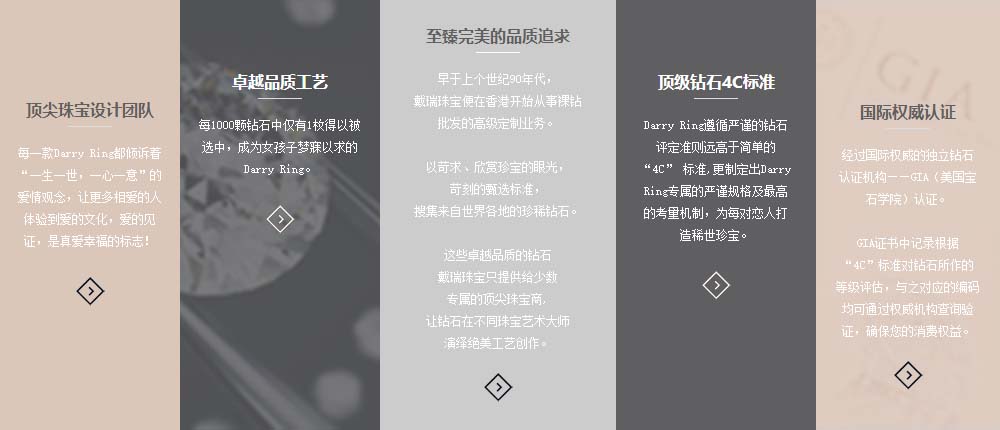 顶尖珠宝设计团队
每一款Darry Ring都倾诉着
“一生一世，一心一意”的
爱情观念，让更多相爱的人
体验到爱的文化，爱的见
证，是真爱幸福的标志！
卓越品质工艺
每1000颗钻石中仅有1枚得以被
选中，成为女孩子梦寐以求的
Darry Ring。
至臻完美的品质追求
早于上个世纪90年代，
戴瑞珠宝便在香港开始从事裸钻
批发的高级定制业务。
以苛求、欣赏珍宝的眼光，
苛刻的甄选标准，
搜集来自世界各地的珍稀钻石。
这些卓越品质的钻石
戴瑞珠宝只提供给少数
专属的顶尖珠宝商，
让钻石在不同珠宝艺术大师
演绎绝美工艺创作。
顶级钻石4C标准
Darry Ring遵循严谨的钻石
评定准则远高于简单的
“4C” 标准,更制定出Darry
Ring专属的严谨规格及最高
的考量机制，为每对恋人打
造稀世珍宝。
GIA
国际权威认证
经过国际权威的独立钻石
认证机构——GIA（美国宝
石学院）认证。
GIA证书中记录根据
“4C”标准对钻石所作的
等级评估，与之对应的编码
均可通过权威机构查询验
证，确保您的消费权益。